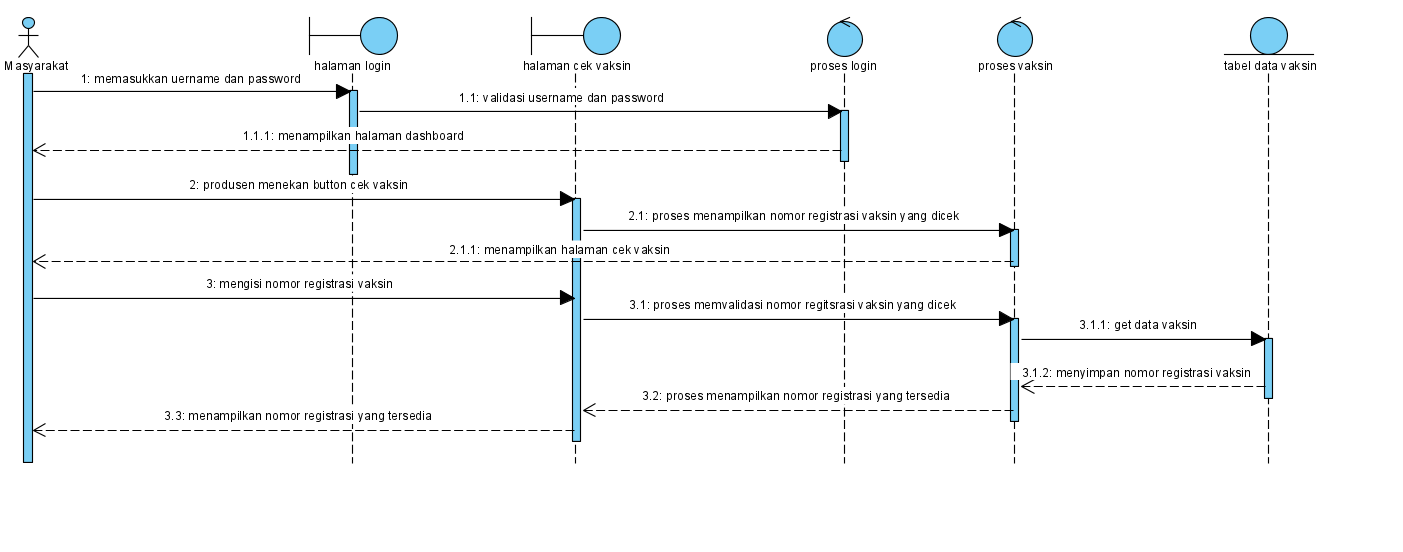 Masyarakat
halaman login
halaman cek vaksin
proses login
proses vaksin
tabel data vaksin
1: memasukkan uername dan password
1.1: validasi username dan password
1.1.1: menampilkan halaman dashboard
2: produsen menekan button cek vaksin
2.1: proses menampilkan nomor registrasi vaksin yang dicek
2.1.1: menampilkan halaman cek vaksin
3: mengisi nomor registrasi vaksin
3.1: proses memvalidasi nomor regitsrasi vaksin yang dicek
3.1.1: get data vaksin
3.1.2: menyimpan nomor registrasi vaksin
3.2: proses menampilkan nomor registrasi yang tersedia
3.3: menampilkan nomor registrasi yang tersedia